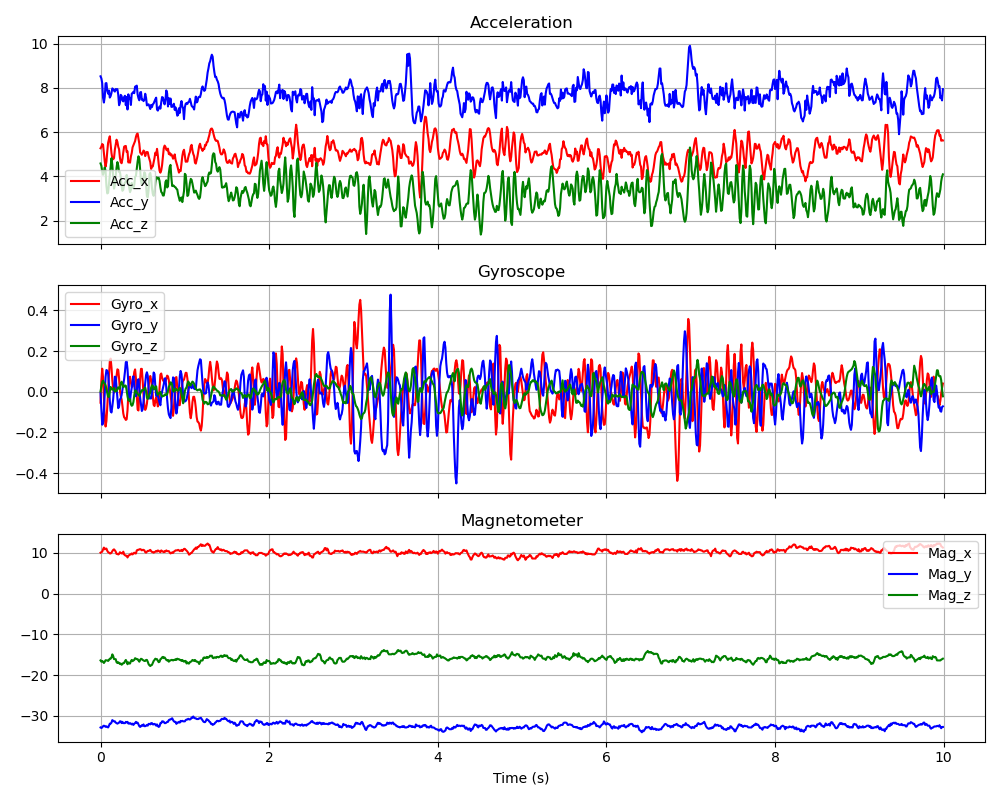 Acceleration
10
8
6
4
2
Acc_x
Acc_y
Acc_z
Gyroscope
0.4
0.2
0.0
−0.2
−0.4
Gyro_x
Gyro_y
Gyro_z
Magnetometer
10
0
−10
−20
−30
Mag_x
Mag_y
Mag_z
0 2 4 6 8 10
Time (s)